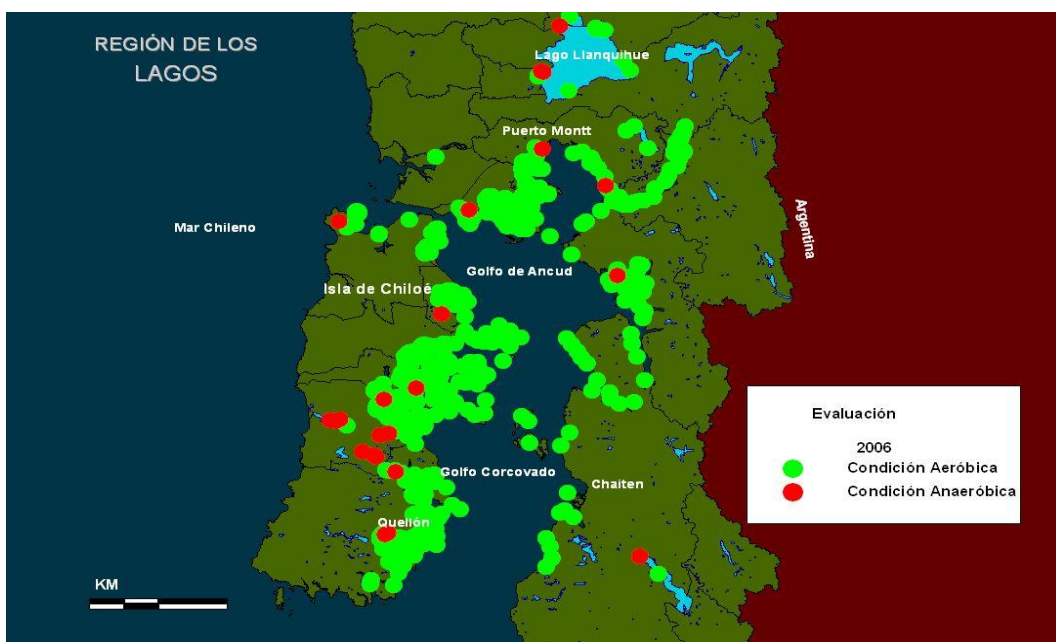 REGIÓN DE LOS
LAGOS
Lago Llanquihue
Puerto Montt
Mar Chileno
Argentina
Golfo de Ancud
Isla de Chiloé
Evaluación
2006
Condición Aeróbica
Condición Anaeróbica
Golfo Corcovado
Chaiten
Quellón
KM